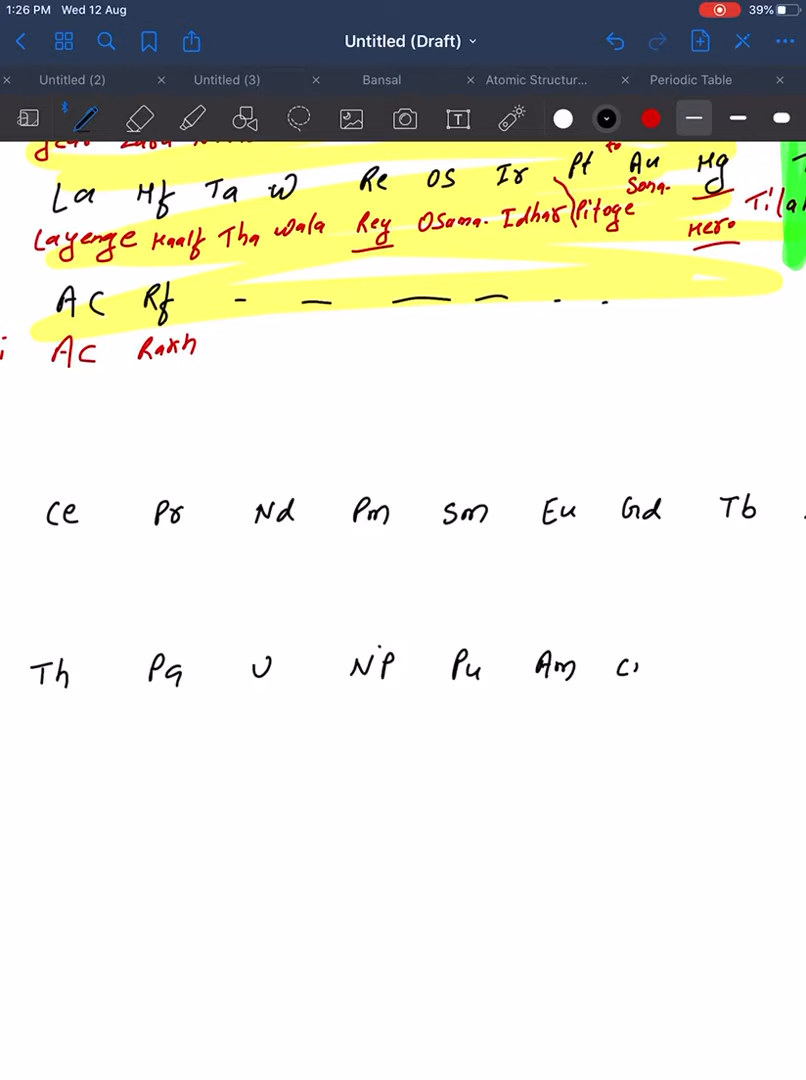 1:26 PM Wed 12 Aug 39%
Untitled (Draft)
Untitled (2) Untitled (3) Bansal Atomic Structur... Periodic Table
to
La Hf Ta W Re OS Ir Pt Au Hg
Sona.
Layenge Haalf Tha Wala Rey OSama. Idhar Pitoge Hero Ti(a
AC Rf - - - - . .
i AC Rakh
Ce Pr Nd Pm Sm Eu Gd Tb
Th Pa U NP Pu Am C